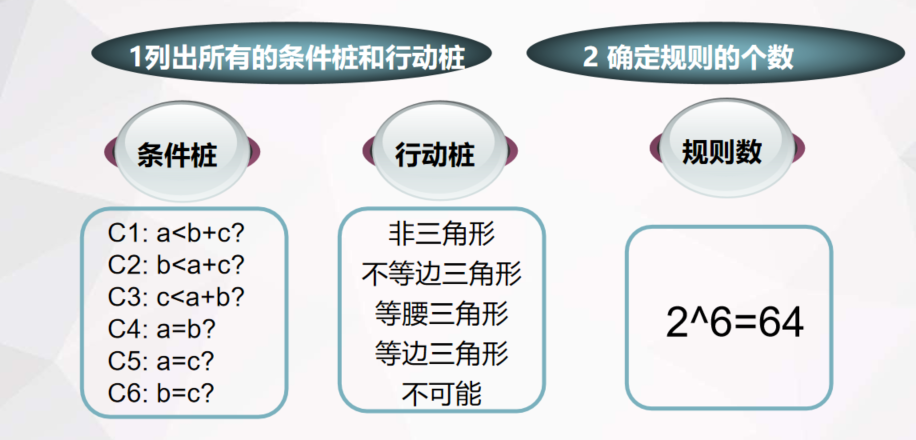 1列出所有的条件桩和行动桩
2 确定规则的个数
条件桩
行动桩
规则数
C1: a<b+c?
C2: b<a+c?
C3: c<a+b?
C4: a=b?
C5: a=c?
C6: b=c?
非三角形
不等边三角形
等腰三角形
等边三角形
不可能
2^6=64